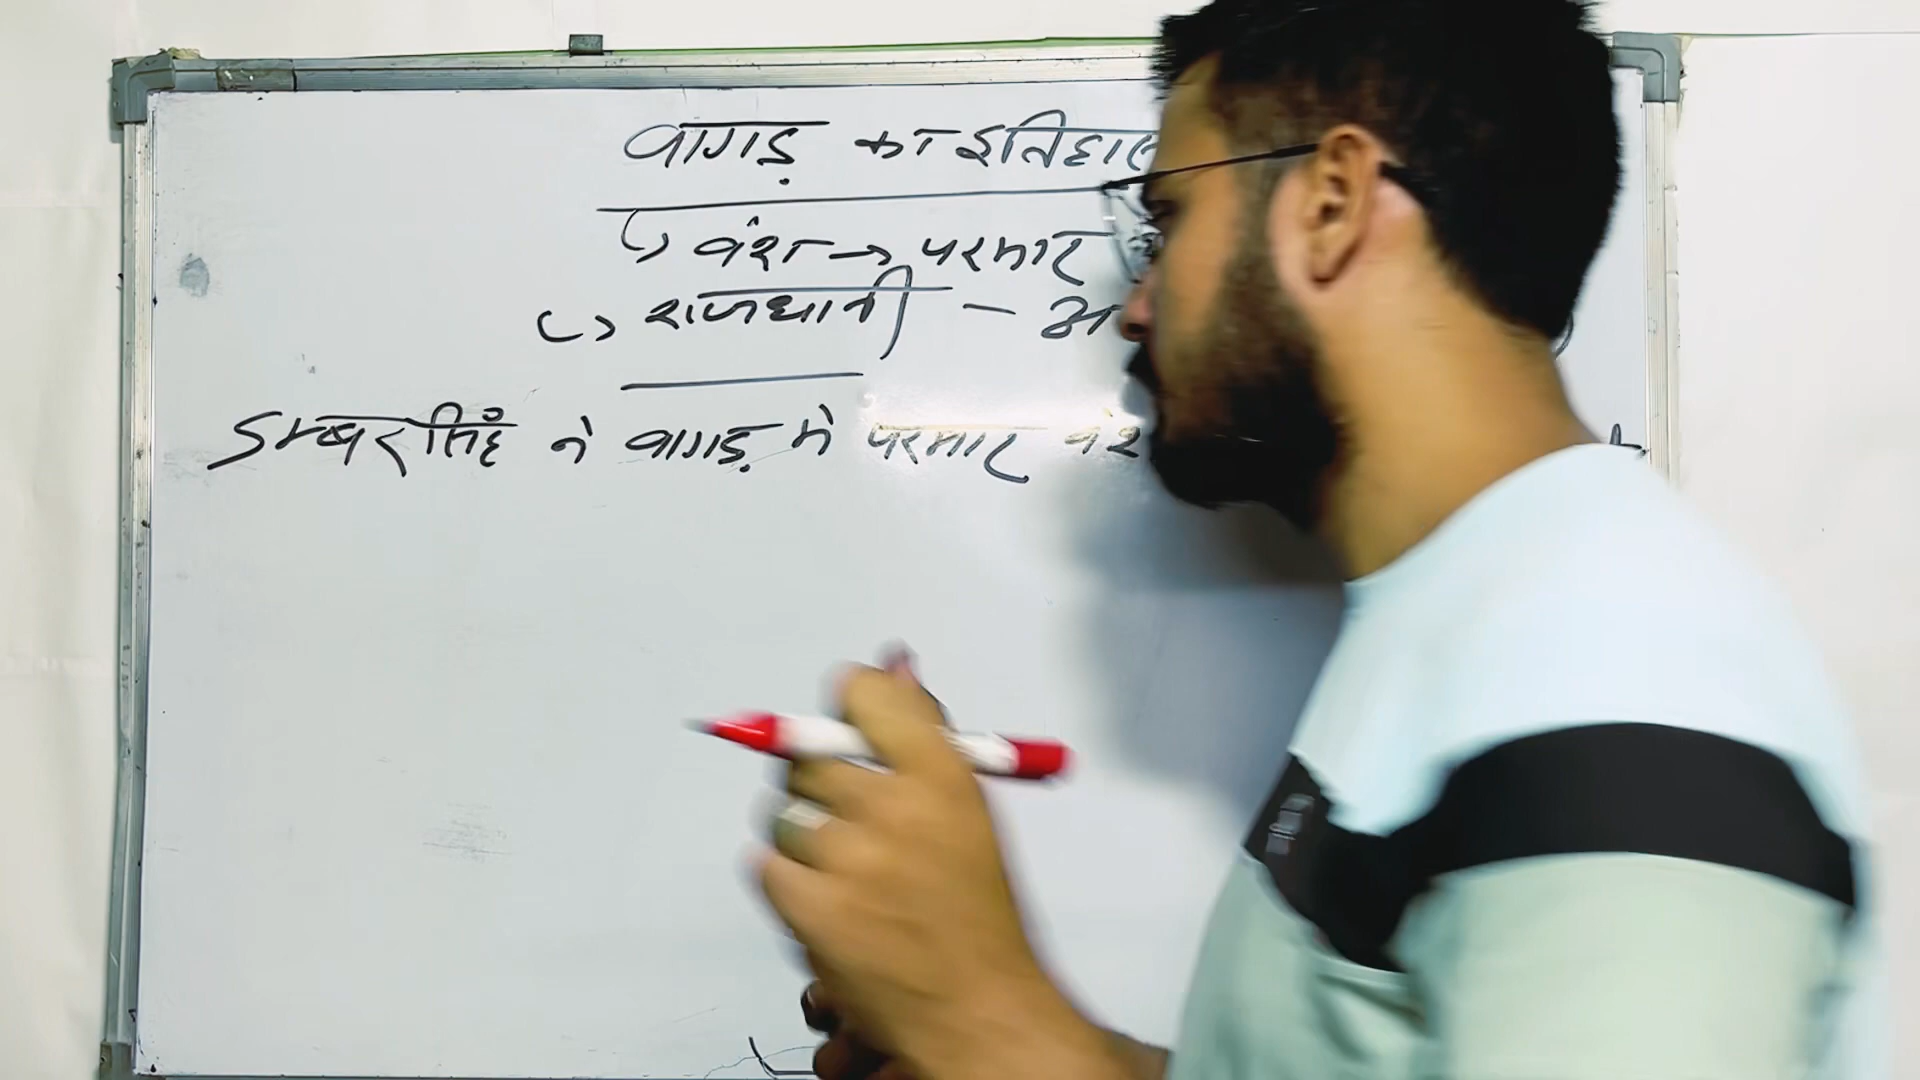 वागड़ का इतिहास
↳ वंश → परमार
↳ राजधानी –
डम्बरसिंह ने वागड़ मे परमार वंश